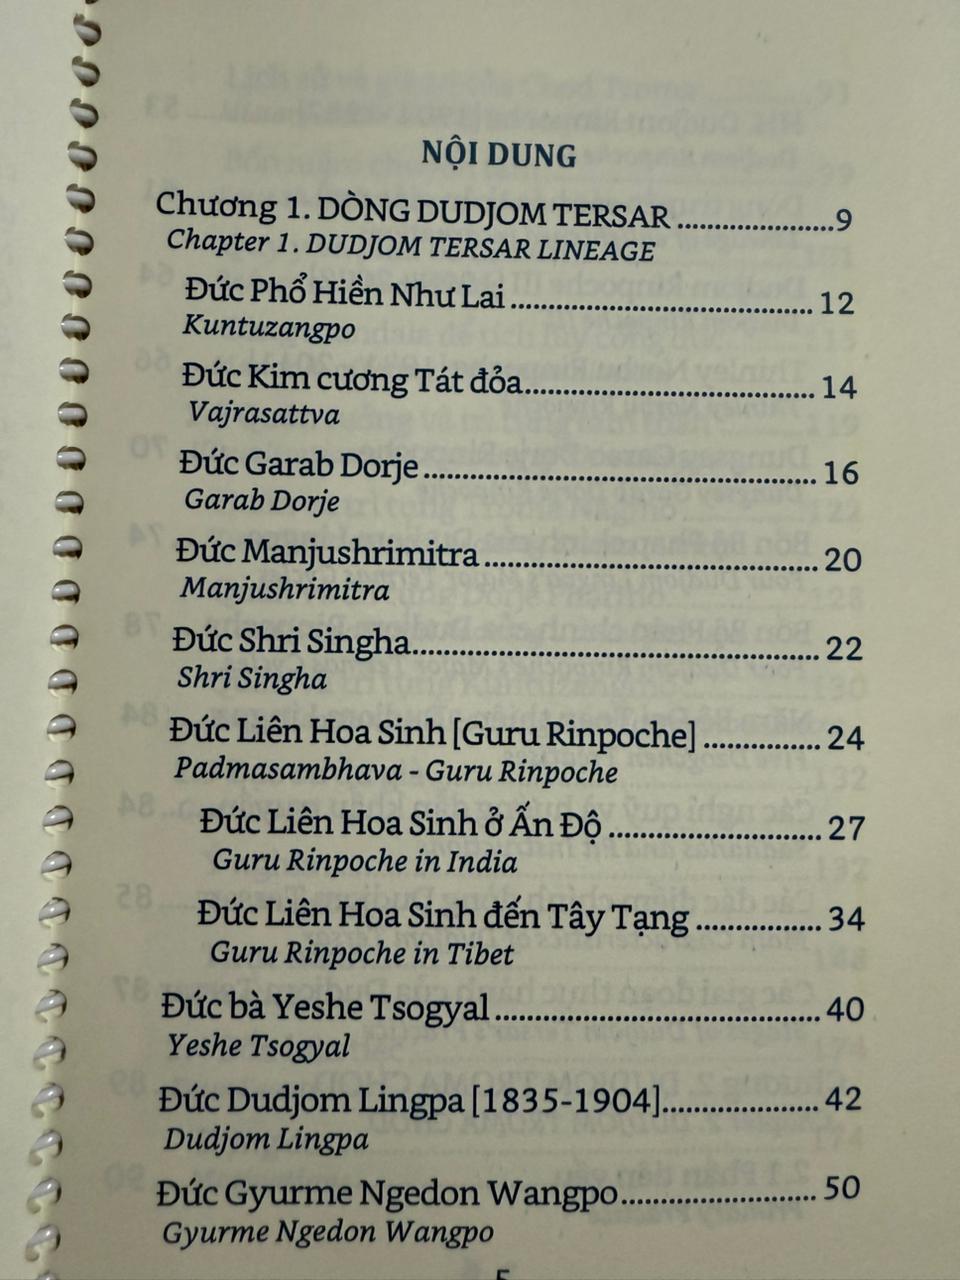 NỘI DUNG
Chương 1. DÒNG DUDJOM TERSAR.....................9
Chapter 1. DUDJOM TERSAR LINEAGE
Đức Phổ Hiền Như Lai........................................ 12
Kuntuzangpo
Đức Kim cương Tát đỏa...................................... 14
Vajrasattva
Đức Garab Dorje.................................................... 16
Garab Dorje
Đức Manjushrimitra............................................ 20
Manjushrimitra
Đức Shri Singha...................................................... 22
Shri Singha
Đức Liên Hoa Sinh [Guru Rinpoche] ............... 24
Padmasambhava - Guru Rinpoche
Đức Liên Hoa Sinh ở Ấn Độ............................ 27
Guru Rinpoche in India
Đức Liên Hoa Sinh đến Tây Tạng ................ 34
Guru Rinpoche in Tibet
Đức bà Yeshe Tsogyal.......................................... 40
Yeshe Tsogyal
Đức Dudjom Lingpa [1835-1904].................... 42
Dudjom Lingpa
Đức Gyurme Ngedon Wangpo......................... 50
Gyurme Ngedon Wangpo
5